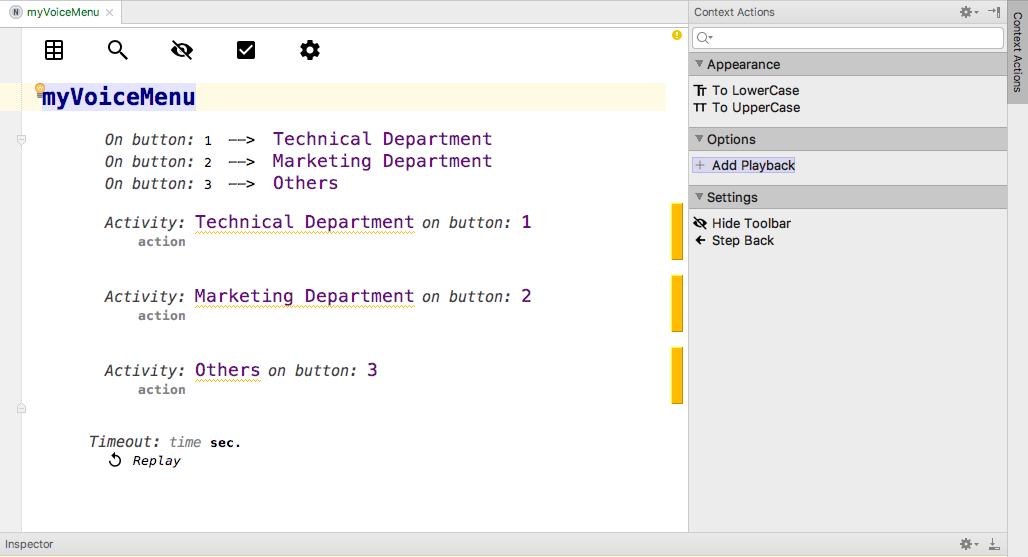 N myVoiceMenu
myVoiceMenu
On button: 1 --> Technical Department
On button: 2 --> Marketing Department
On button: 3 --> Others
Activity: Technical Department on button: 1
action
Activity: Marketing Department on button: 2
action
Activity: Others on button: 3
action
Timeout: time sec.
Replay
Context Actions
Appearance
Tr To LowerCase
TT To UpperCase
Options
+ Add Playback
Settings
Hide Toolbar
Step Back
Context Actions
Inspector